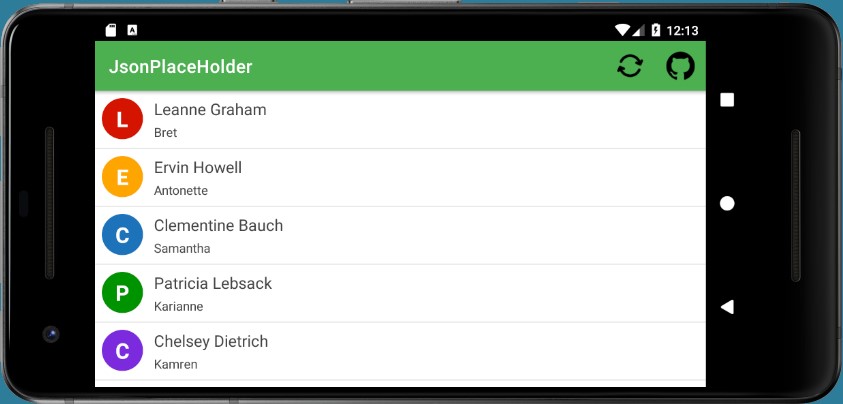 A
12:13
JsonPlaceHolder
L
Leanne Graham
Bret
E
Ervin Howell
Antonette
C
Clementine Bauch
Samantha
P
Patricia Lebsack
Karianne
C
Chelsey Dietrich
Kamren